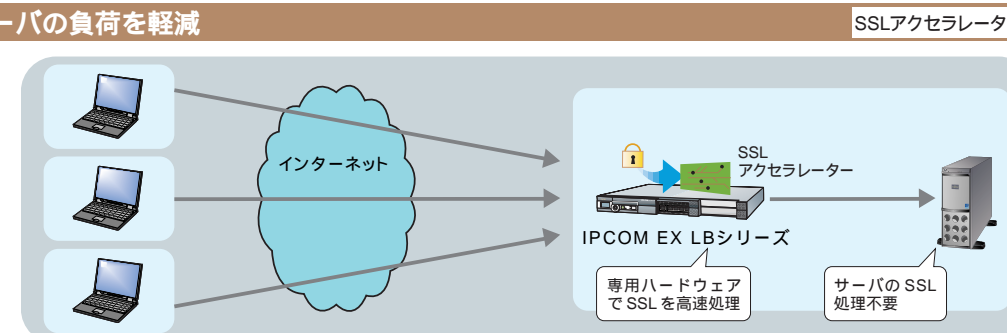 ーバの負荷を軽減
SSLアクセラレータ
インターネット
SSL
アクセラレーター
IPCOM EX LBシリーズ
専用ハードウェア
でSSLを高速処理
サーバの SSL
処理不要